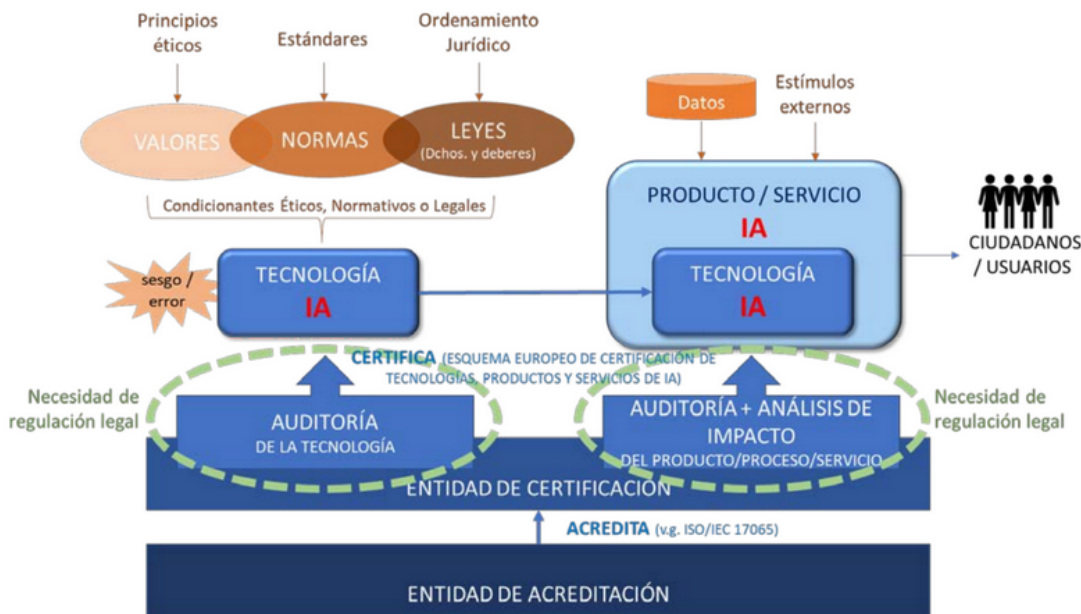 Principios
éticos
Estándares
Ordenamiento
Jurídico
VALORES
NORMAS
LEYES
(Dchos. y deberes)
Condicionantes Éticos, Normativos o Legales
Datos
Estímulos
externos
PRODUCTO / SERVICIO
IA
TECNOLOGÍA
IA
CIUDADANOS
/ USUARIOS
sesgo /
error
TECNOLOGÍA
IA
CERTIFICA (ESQUEMA EUROPEO DE CERTIFICACIÓN DE
TECNOLOGÍAS, PRODUCTOS Y SERVICIOS DE IA)
Necesidad de
regulación legal
AUDITORÍA
DE LA TECNOLOGÍA
AUDITORÍA + ANÁLISIS DE
IMPACTO
DEL PRODUCTO/PROCESO/SERVICIO
Necesidad de
regulación legal
ENTIDAD DE CERTIFICACIÓN
ACREDITA (v.g. ISO/IEC 17065)
ENTIDAD DE ACREDITACIÓN